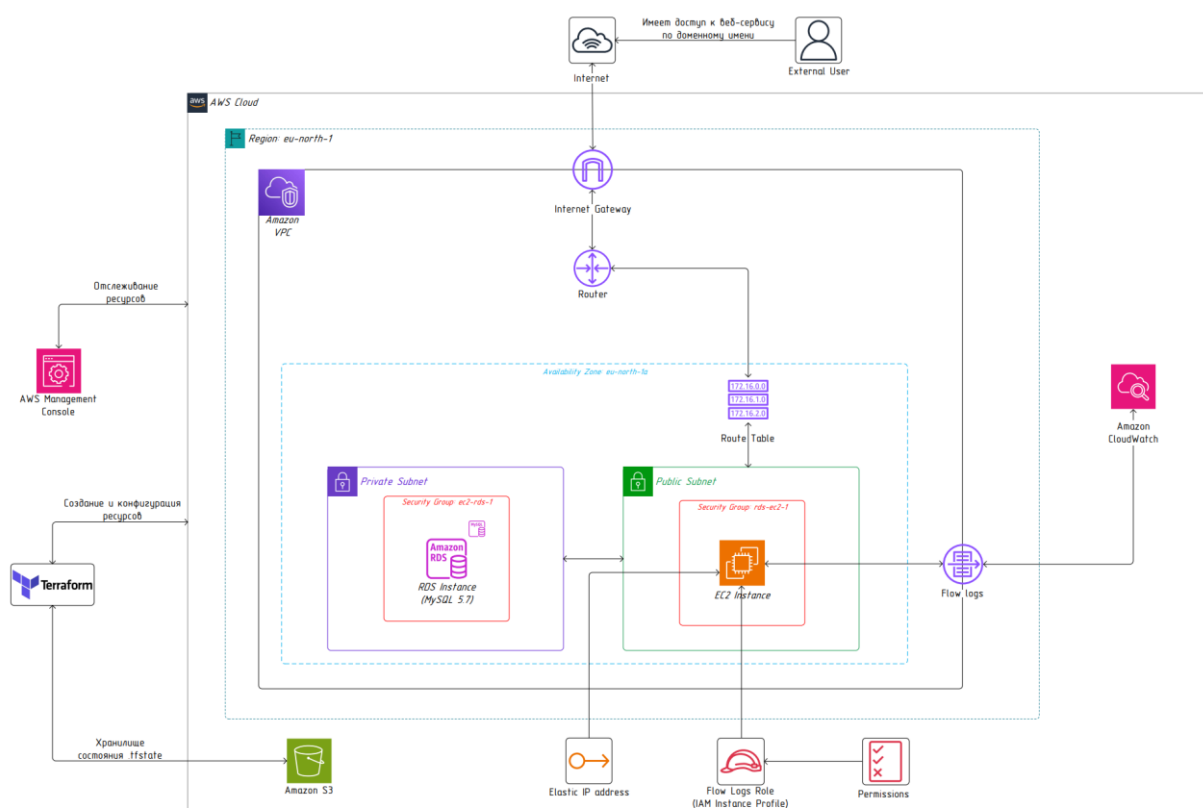 Имеет доступ к веб-сервису
по доменному имени
Internet
External User
aws
AWS Cloud
Region: eu-north-1
Amazon
VPC
Internet Gateway
Router
Отслеживание
ресурсов
AWS Management
Console
Availability Zone: eu-north-1a
172.16.0.0
172.16.1.0
172.16.2.0
Route Table
Amazon
CloudWatch
Private Subnet
Public Subnet
Security Group: ec2-rds-1
Security Group: rds-ec2-1
MySQL
Amazon
RDS
RDS Instance
(MySQL 5.7)
EC2 Instance
Flow logs
Создание и конфигурация
ресурсов
Terraform
Хранилище
состояния .tfstate
Amazon S3
Elastic IP address
Flow Logs Role
(IAM Instance Profile)
Permissions